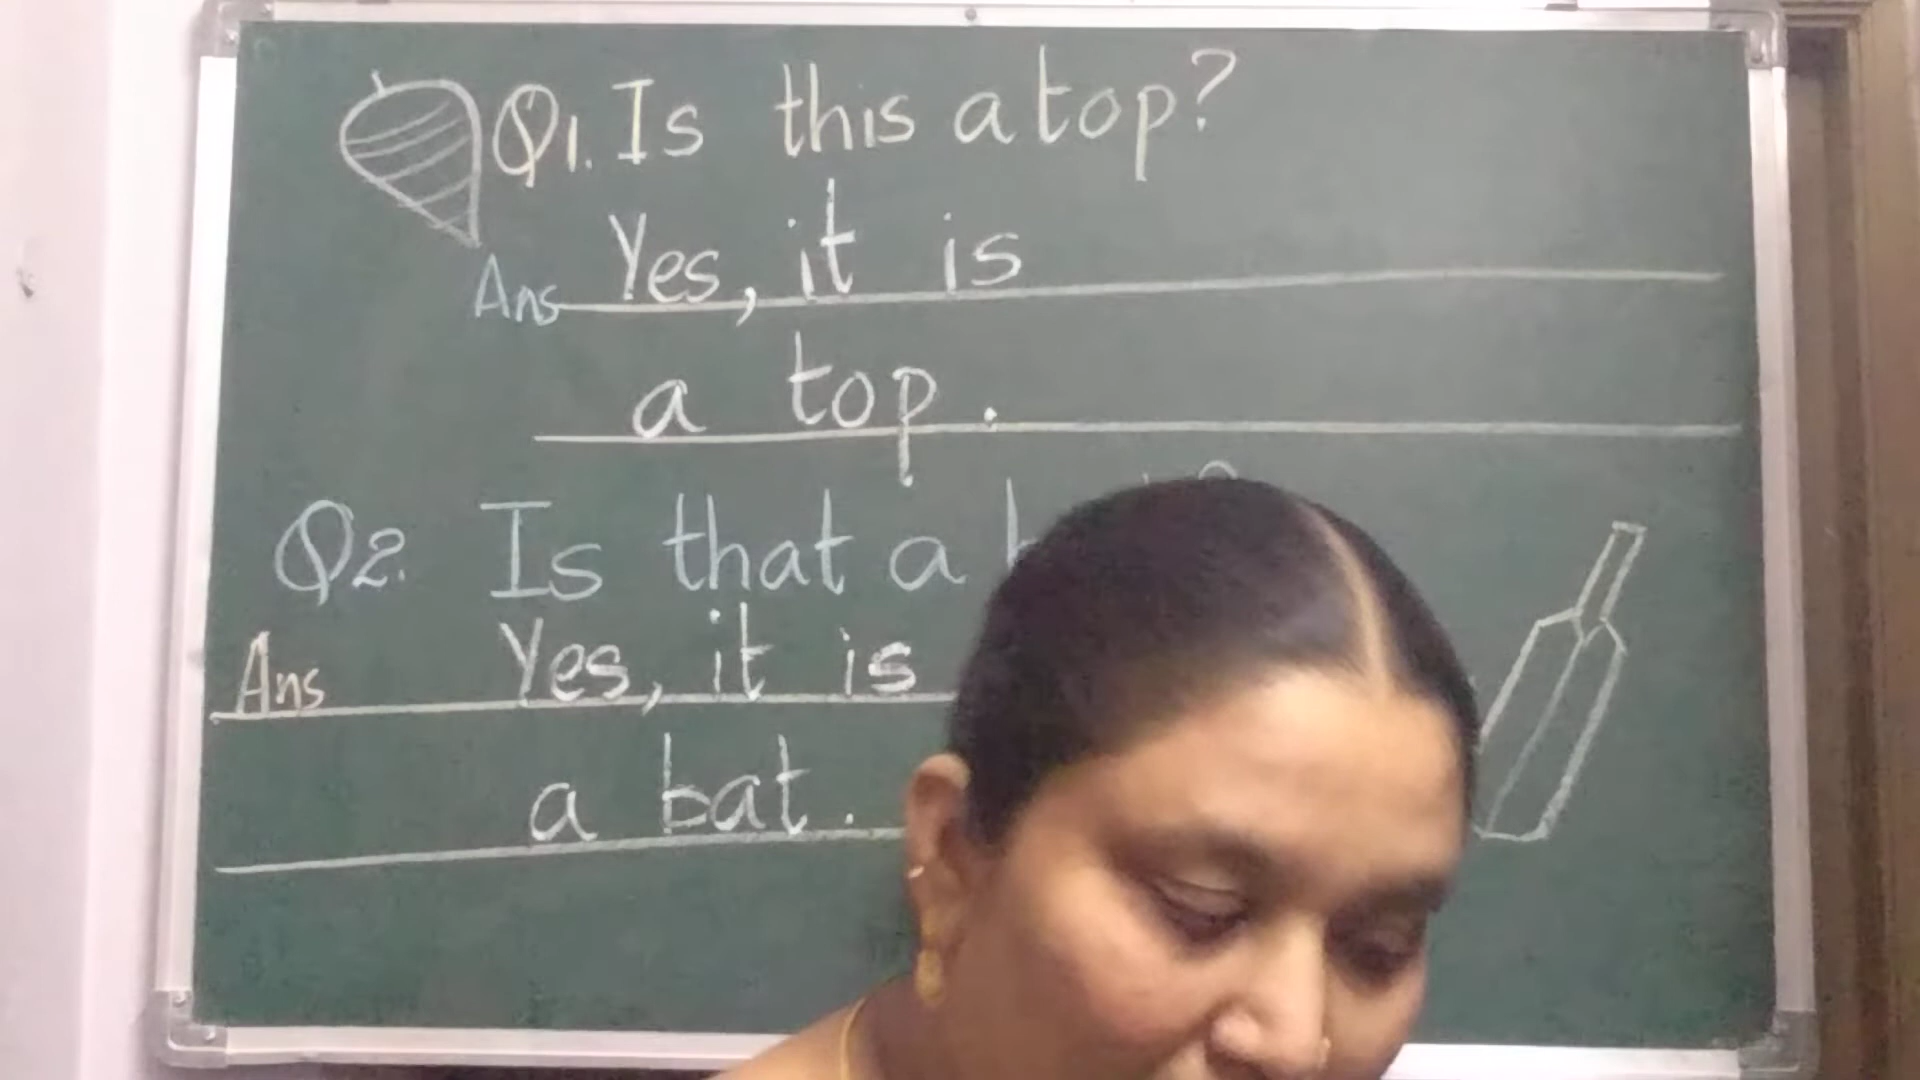 Q1. Is this a top?
Ans Yes, it is
a top.
Q2. Is that a
Ans Yes, it is
a bat.